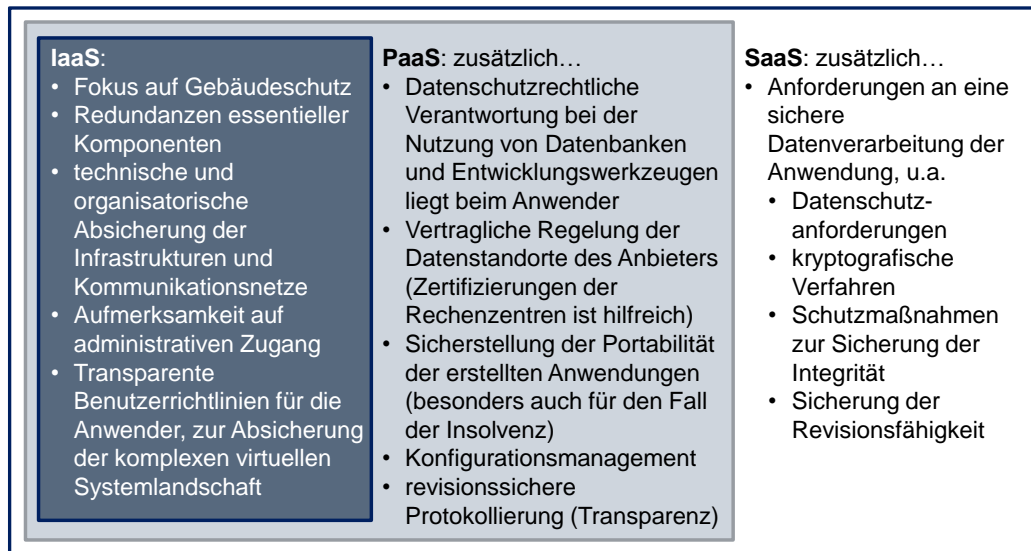 IaaS:
• Fokus auf Gebäudeschutz
• Redundanzen essentieller
Komponenten
• technische und
organisatorische
Absicherung der
Infrastrukturen und
Kommunikationsnetze
• Aufmerksamkeit auf
administrativen Zugang
• Transparente
Benutzerrichtlinien für die
Anwender, zur Absicherung
der komplexen virtuellen
Systemlandschaft
PaaS: zusätzlich…
• Datenschutzrechtliche
Verantwortung bei der
Nutzung von Datenbanken
und Entwicklungswerkzeugen
liegt beim Anwender
• Vertragliche Regelung der
Datenstandorte des Anbieters
(Zertifizierungen der
Rechenzentren ist hilfreich)
• Sicherstellung der Portabilität
der erstellten Anwendungen
(besonders auch für den Fall
der Insolvenz)
• Konfigurationsmanagement
• revisionssichere
Protokollierung (Transparenz)
SaaS: zusätzlich…
• Anforderungen an eine
sichere
Datenverarbeitung der
Anwendung, u.a.
• Datenschutz-
anforderungen
• kryptografische
Verfahren
• Schutzmaßnahmen
zur Sicherung der
Integrität
• Sicherung der
Revisionsfähigkeit